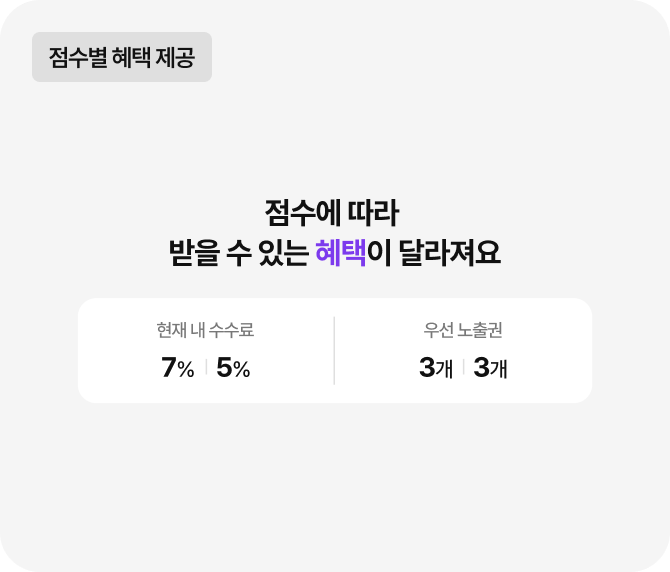 점수별 혜택 제공
점수에 따라
받을 수 있는 혜택이 달라져요
현재 내 수수료
7% | 5%
우선 노출권
3개 | 3개